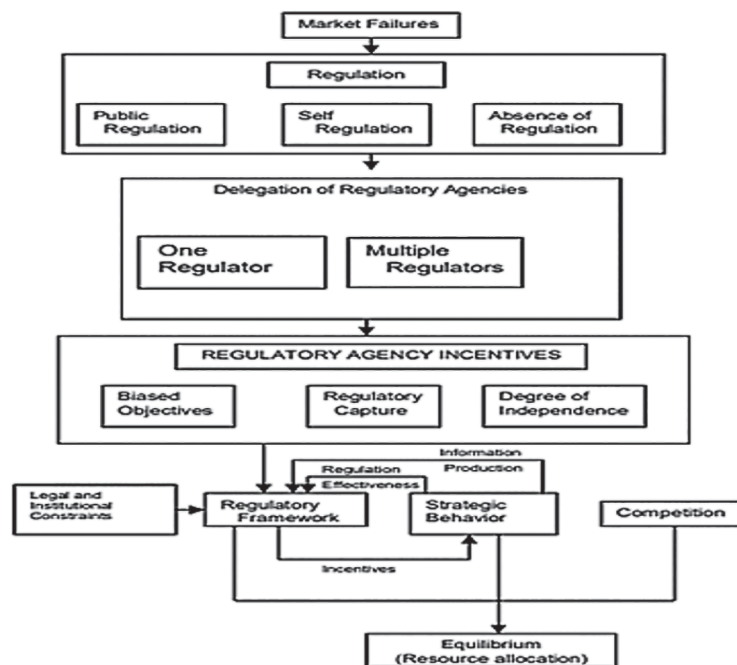 Market Failures
Regulation
Public
Regulation
Self
Regulation
Absence of
Regulation
Delegation of Regulatory Agencies
One
Regulator
Multiple
Regulators
REGULATORY AGENCY INCENTIVES
Biased
Objectives
Regulatory
Capture
Degree of
Independence
Information
Production
Regulation
Effectiveness
Legal and
Institutional
Constraints
Regulatory
Framework
Strategic
Behavior
Competition
Incentives
Equilibrium
(Resource allocation)